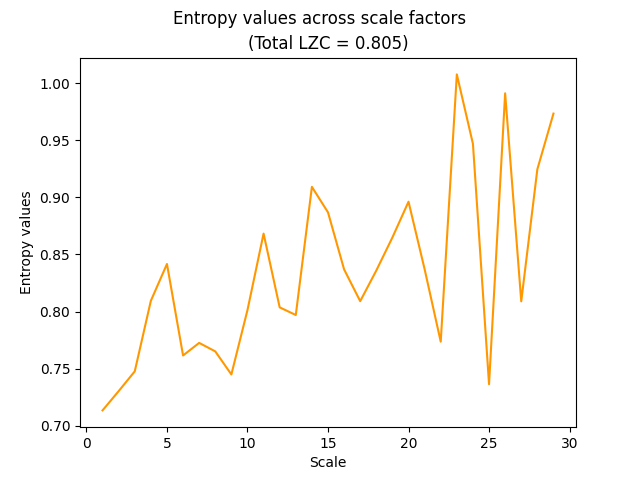 Entropy values across scale factors
(Total LZC = 0.805)
1.00
0.95
0.90
0.85
0.80
0.75
0.70
Entropy values
0 5 10 15 20 25 30
Scale